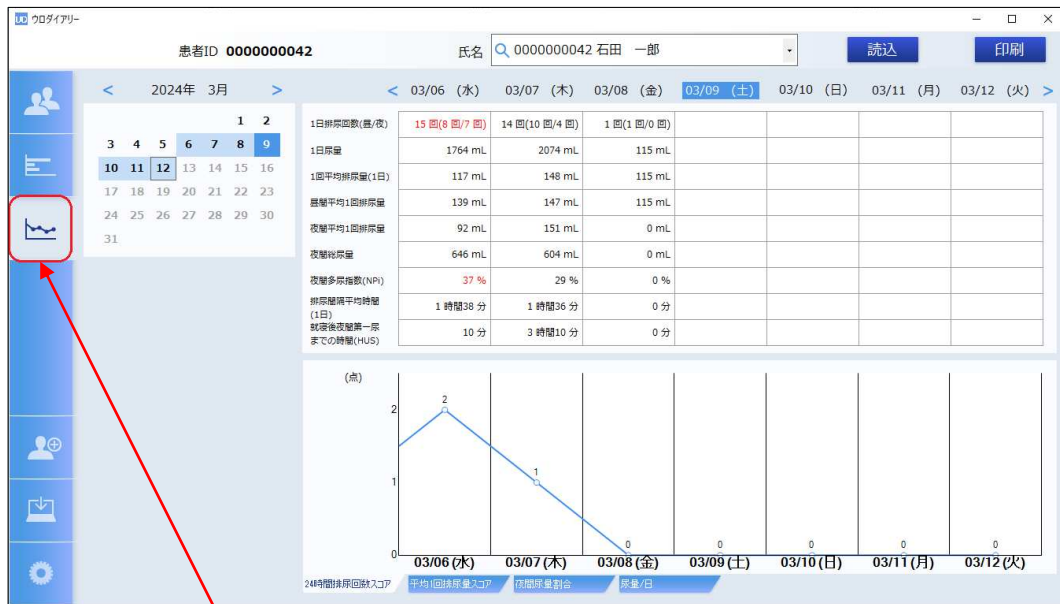 UD ウロダイアリー
患者ID 0000000042 氏名 0000000042 石田 一郎 読込 印刷
< 2024年 3月 >
1 2
3 4 5 6 7 8 9
10 11 12 13 14 15 16
17 18 19 20 21 22 23
24 25 26 27 28 29 30
31
< 03/06 (水) 03/07 (木) 03/08 (金) 03/09 (土) 03/10 (日) 03/11 (月) 03/12 (火) >
1日排尿回数(昼/夜) 15 回(8 回/7 回) 14 回(10 回/4 回) 1 回(1 回/0 回)
1日尿量 1764 mL 2074 mL 115 mL
1回平均排尿量(1日) 117 mL 148 mL 115 mL
昼間平均1回排尿量 139 mL 147 mL 115 mL
夜間平均1回排尿量 92 mL 151 mL 0 mL
夜間総尿量 646 mL 604 mL 0 mL
夜間多尿指数(NPi) 37 % 29 % 0 %
排尿間隔平均時間
(1日) 1 時間38 分 1 時間36 分 0 分
就寝後夜間第一尿
までの時間(HUS) 10 分 3 時間10 分 0 分
(点)
2
2
1
1
0 0 0 0 0 0
03/06(水) 03/07(木) 03/08(金) 03/09(土) 03/10(日) 03/11(月) 03/12(火)
24時間排尿回数スコア 平均1回排尿量スコア 夜間尿量割合 尿量/日